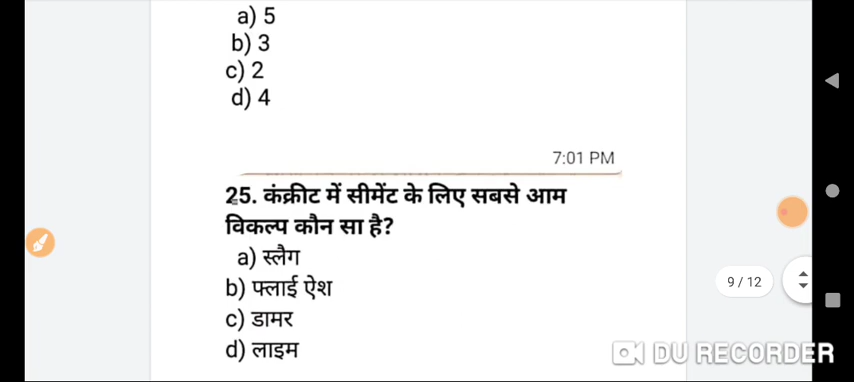 a) 5
b) 3
c) 2
d) 4
7:01 PM
25. कंक्रीट में सीमेंट के लिए सबसे आम
विकल्प कौन सा है?
a) स्लैग
b) फ्लाई ऐश
9 / 12
c) डामर
d) लाइम
DU RECORDER